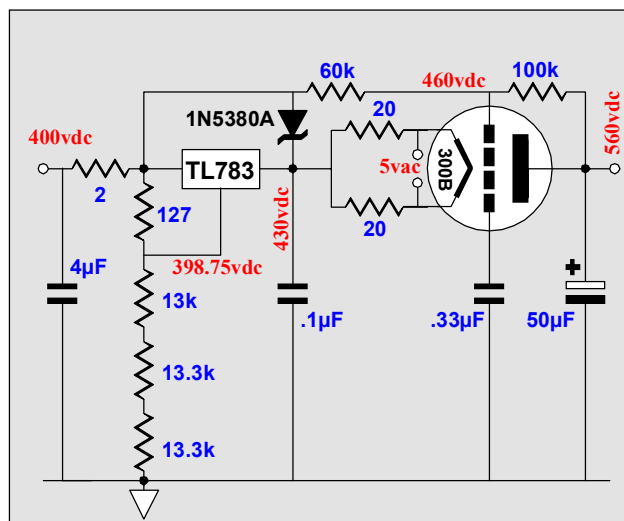 60k
460vdc
100k
1N5380A
20
400vdc
560vdc
TL783
300B
5vac
2
127
430vdc
20
398.75vdc
4µF
+
13k
.1µF
.33µF
50µF
13.3k
13.3k